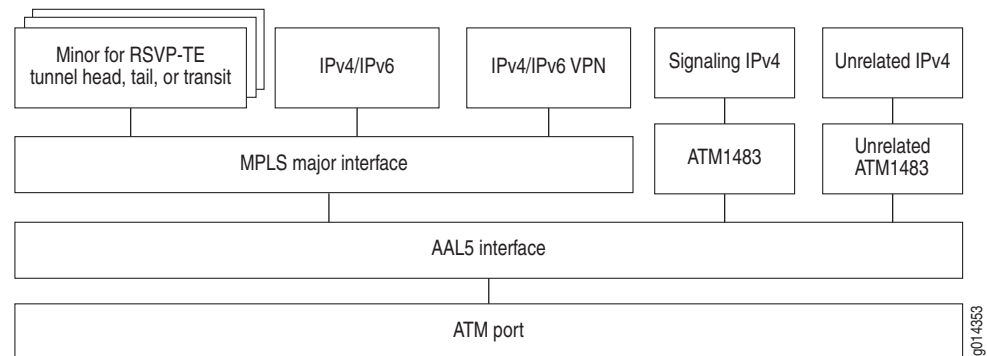 Minor for RSVP-TE
tunnel head, tail, or transit
IPv4/IPv6
IPv4/IPv6 VPN
Signaling IPv4
Unrelated IPv4
MPLS major interface
ATM1483
Unrelated
ATM1483
AAL5 interface
ATM port
g014353